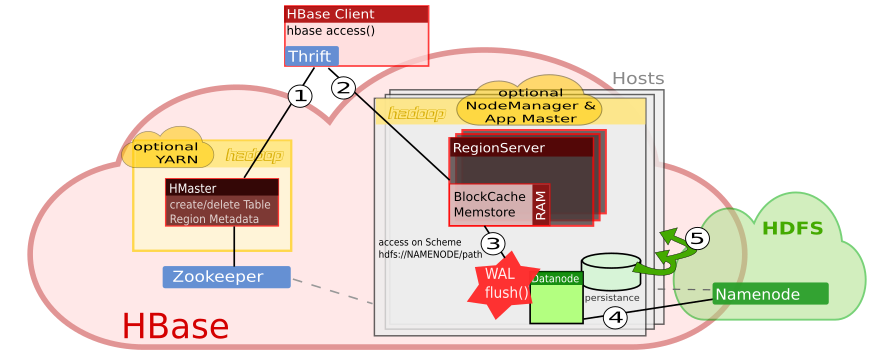 HBase Client
hbase access()
Thrift
1
2
Hosts
optional
NodeManager &
App Master
hadoop
optional
YARN
hadoop
HMaster
create/delete Table
Region Metadata
Zookeeper
RegionServer
BlockCache
Memstore
RAM
3
access on Scheme
hdfs://NAMENODE/path
WAL
flush()
Datanode
persistance
4
5
HDFS
Namenode
HBase